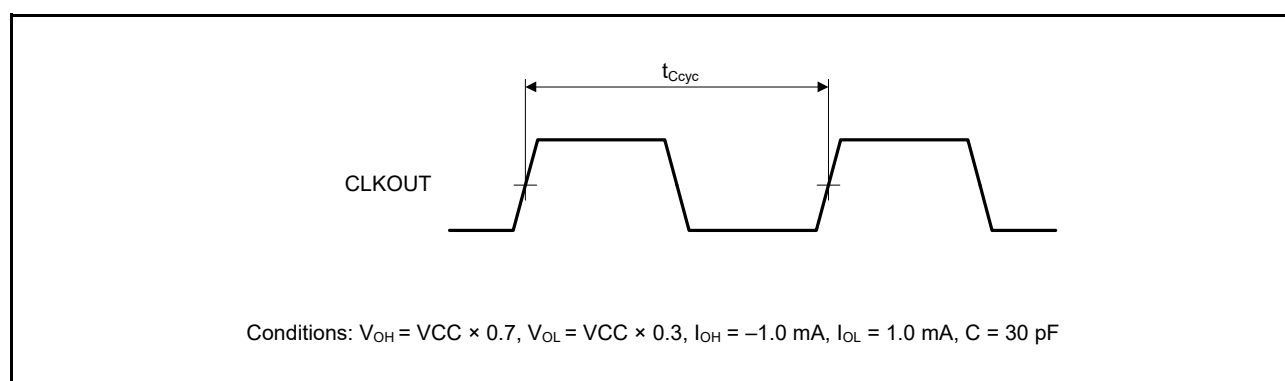 tCcyc
CLKOUT
Conditions: VOH = VCC × 0.7, VOL = VCC × 0.3, IOH = –1.0 mA, IOL = 1.0 mA, C = 30 pF